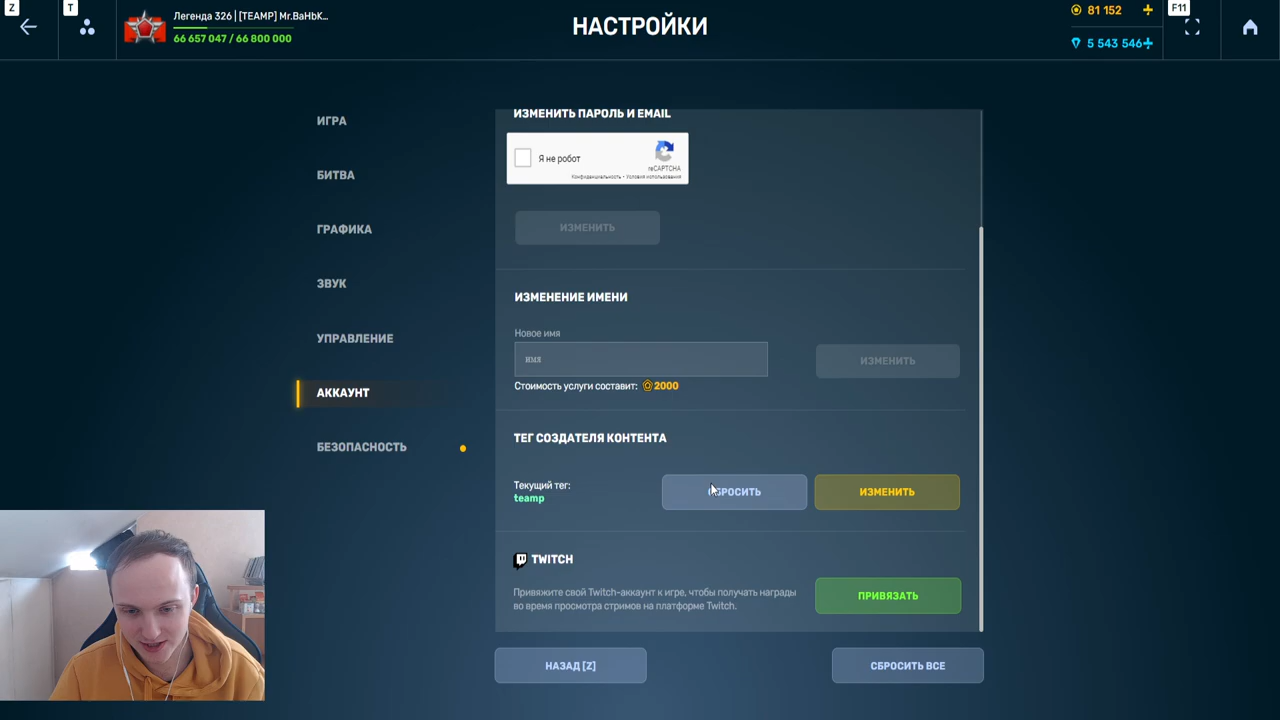 Z
T
Легенда 326 | [TEAMP] Mr.BaHbK...
66 657 047 / 66 800 000
НАСТРОЙКИ
81 152
5 543 546
F11
ИГРА
БИТВА
ГРАФИКА
ЗВУК
УПРАВЛЕНИЕ
АККАУНТ
БЕЗОПАСНОСТЬ
ИЗМЕНИТЬ ПАРОЛЬ И EMAIL
Я не робот
reCAPTCHA
Конфиденциальность • Условия использования
ИЗМЕНИТЬ
ИЗМЕНЕНИЕ ИМЕНИ
Новое имя
имя
ИЗМЕНИТЬ
Стоимость услуги составит: 2000
ТЕГ СОЗДАТЕЛЯ КОНТЕНТА
Текущий тег:
teamp
СБРОСИТЬ
ИЗМЕНИТЬ
TWITCH
Привяжите свой Twitch-аккаунт к игре, чтобы получать награды
во время просмотра стримов на платформе Twitch.
ПРИВЯЗАТЬ
НАЗАД [Z]
СБРОСИТЬ ВСЕ